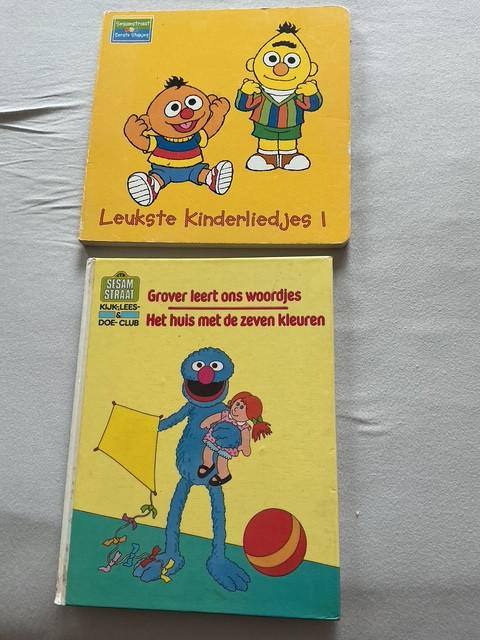 Sesamstraat
Eerste Stapjes
Leukste Kinderliedjes 1
SESAM
STRAAT
KIJK-, LEES-
&
DOE-CLUB
Grover leert ons woordjes
Het huis met de zeven kleuren